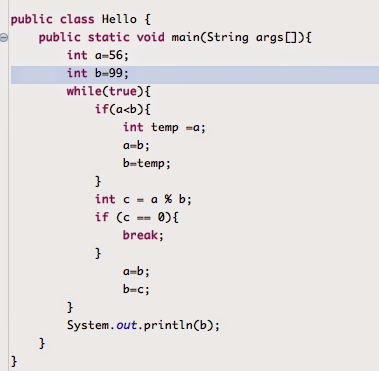 public class Hello {
public static void main(String args[]){
int a=56;
int b=99;
while(true){
if(a<b){
int temp =a;
a=b;
b=temp;
}
int c = a % b;
if (c == 0){
break;
}
a=b;
b=c;
}
System.out.println(b);
}
}